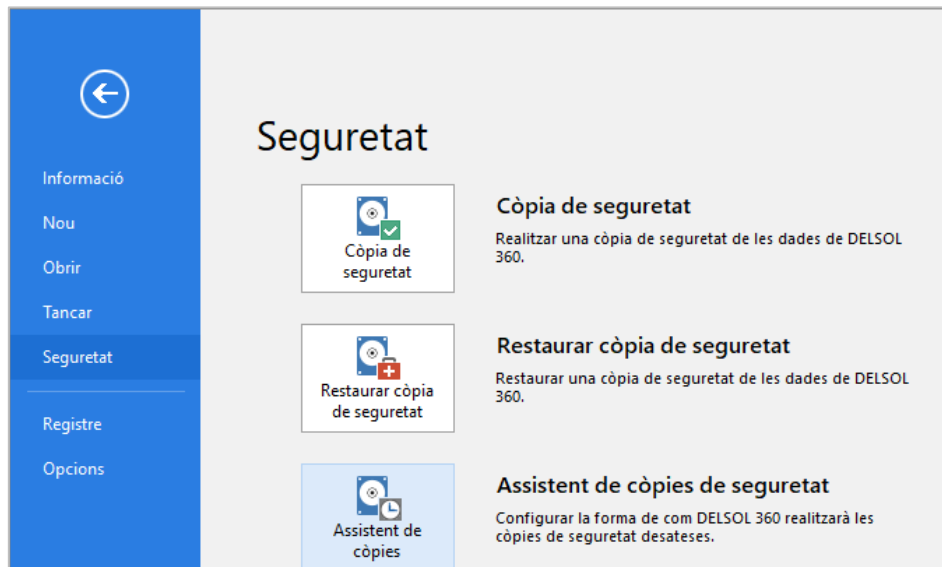 Seguretat
Informació
Nou
Obrir
Tancar
Seguretat
Registre
Opcions
Còpia de
seguretat
Còpia de seguretat
Realitzar una còpia de seguretat de les dades de DELSOL
360.
Restaurar còpia
de seguretat
Restaurar còpia de seguretat
Restaurar una còpia de seguretat de les dades de DELSOL
360.
Assistent de
còpies
Assistent de còpies de seguretat
Configurar la forma de com DELSOL 360 realitzarà les
còpies de seguretat desateses.